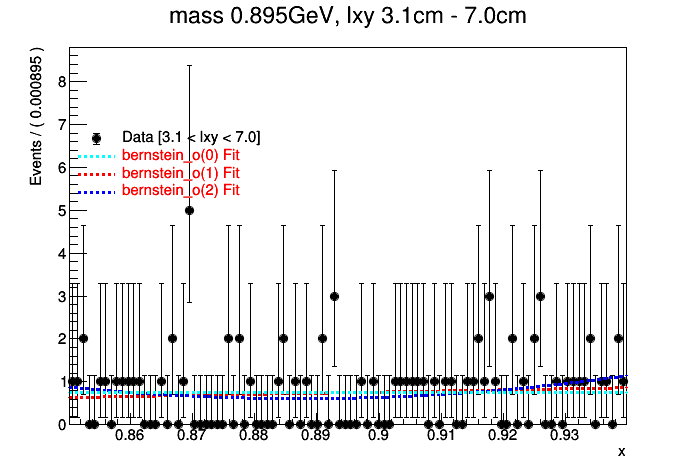 mass 0.895GeV, lxy 3.1cm - 7.0cm
Events / ( 0.000895 )
8
7
6
5
4
3
2
1
0
Data [3.1 < lxy < 7.0]
bernstein_o(0) Fit
bernstein_o(1) Fit
bernstein_o(2) Fit
0.86 0.87 0.88 0.89 0.9 0.91 0.92 0.93
x